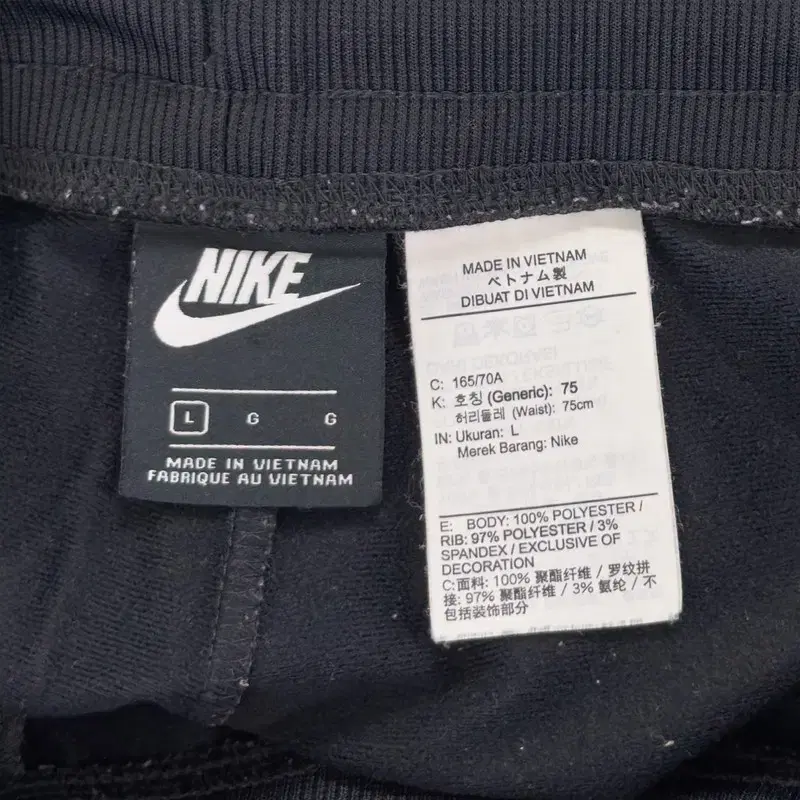 NIKE
L G G
MADE IN VIETNAM
FABRIQUE AU VIETNAM
MADE IN VIETNAM
ベトナム製
DIBUAT DI VIETNAM
C: 165/70A
K: 호칭 (Generic): 75
허리둘레 (Waist): 75cm
IN: Ukuran: L
Merek Barang: Nike
E: BODY: 100% POLYESTER /
RIB: 97% POLYESTER / 3%
SPANDEX / EXCLUSIVE OF
DECORATION
C:面料: 100% 聚酯纤维 / 罗纹拼
接: 97% 聚酯纤维 / 3% 氨纶 / 不
包括装饰部分